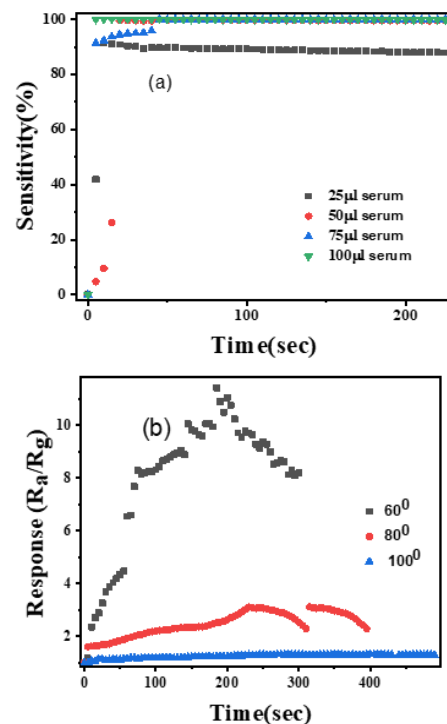 100
80
60
40
20
0
Sensitivity(%)
(a)
25µl serum
50µl serum
75µl serum
100µl serum
0
100
200
Time(sec)
10
8
6
4
2
Response (Ra/Rg)
(b)
60⁰
80⁰
100⁰
0
100
200
300
400
Time(sec)